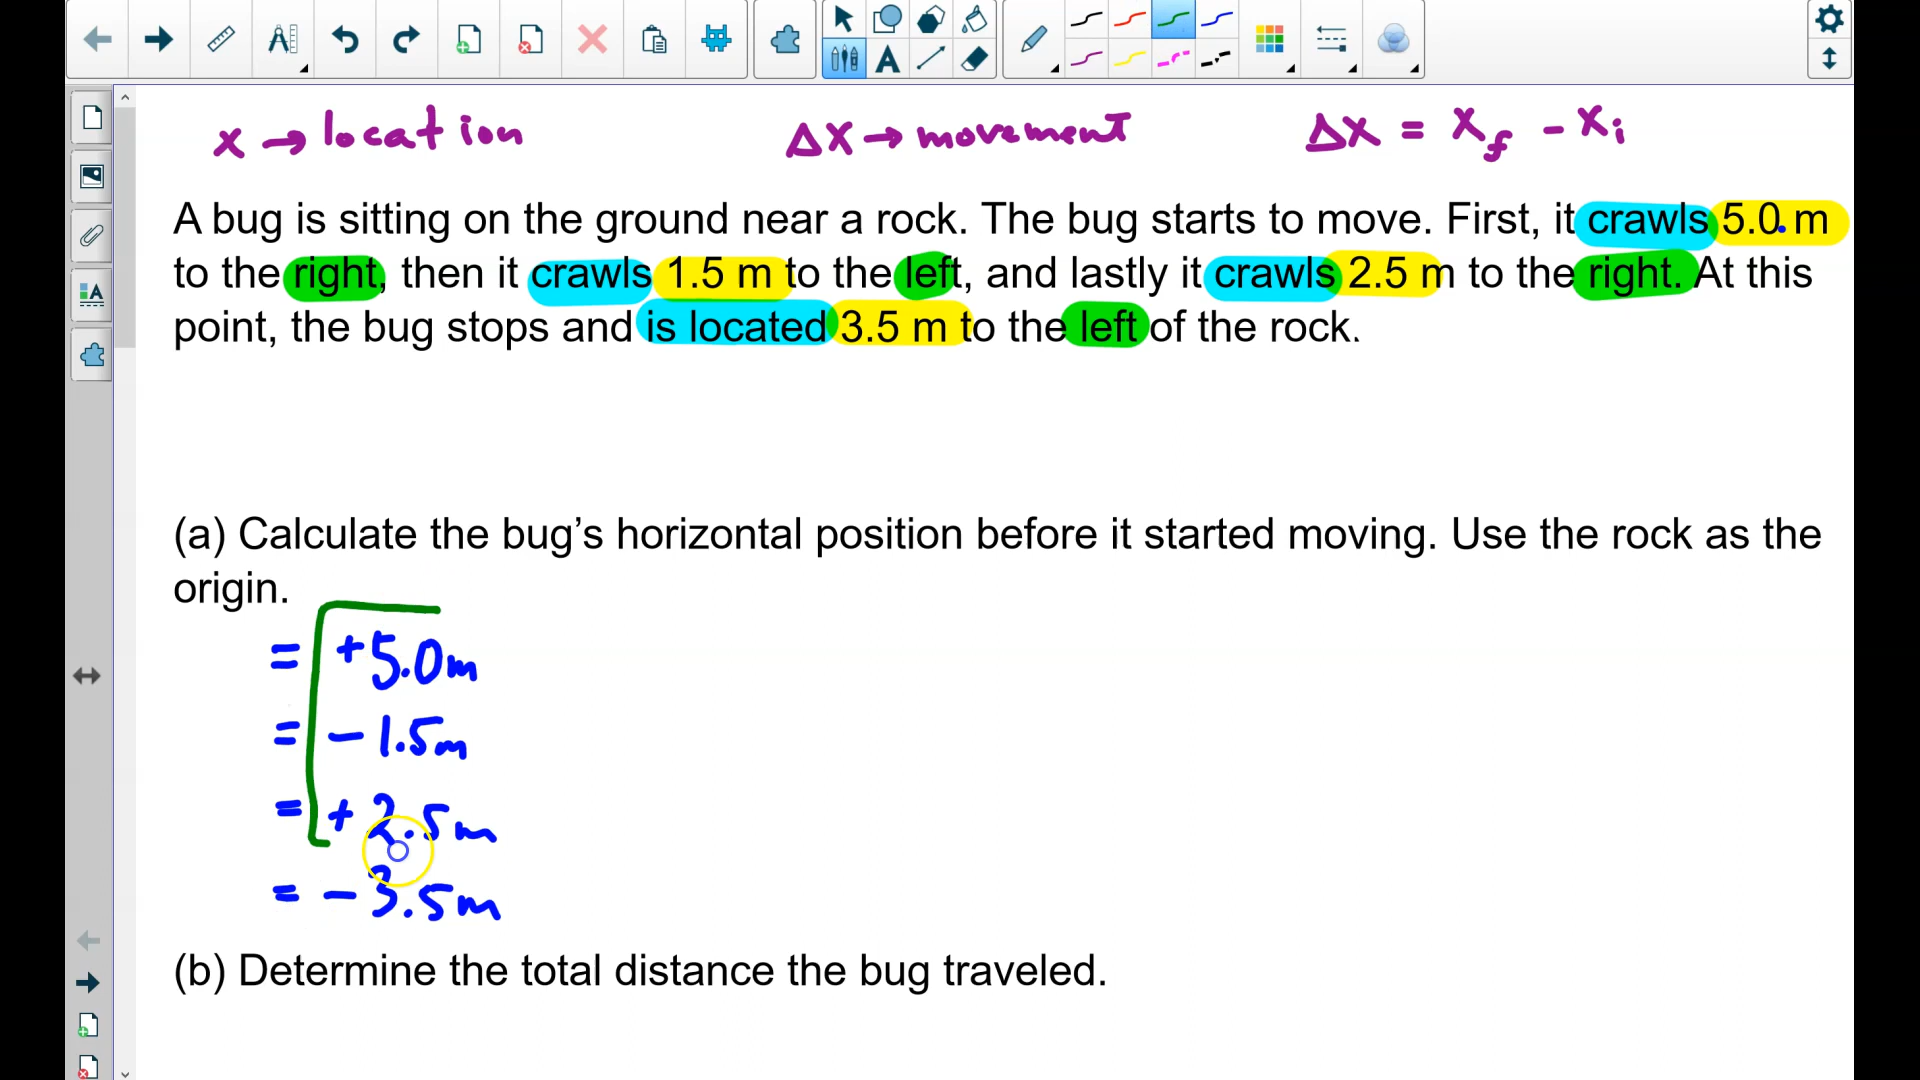 x → location Δx → movement Δx = xf - xi
A bug is sitting on the ground near a rock. The bug starts to move. First, it crawls 5.0 m
to the right, then it crawls 1.5 m to the left, and lastly it crawls 2.5 m to the right. At this
point, the bug stops and is located 3.5 m to the left of the rock.
(a) Calculate the bug’s horizontal position before it started moving. Use the rock as the
origin.
= +5.0m
= -1.5m
= +2.5m
= -3.5m
(b) Determine the total distance the bug traveled.